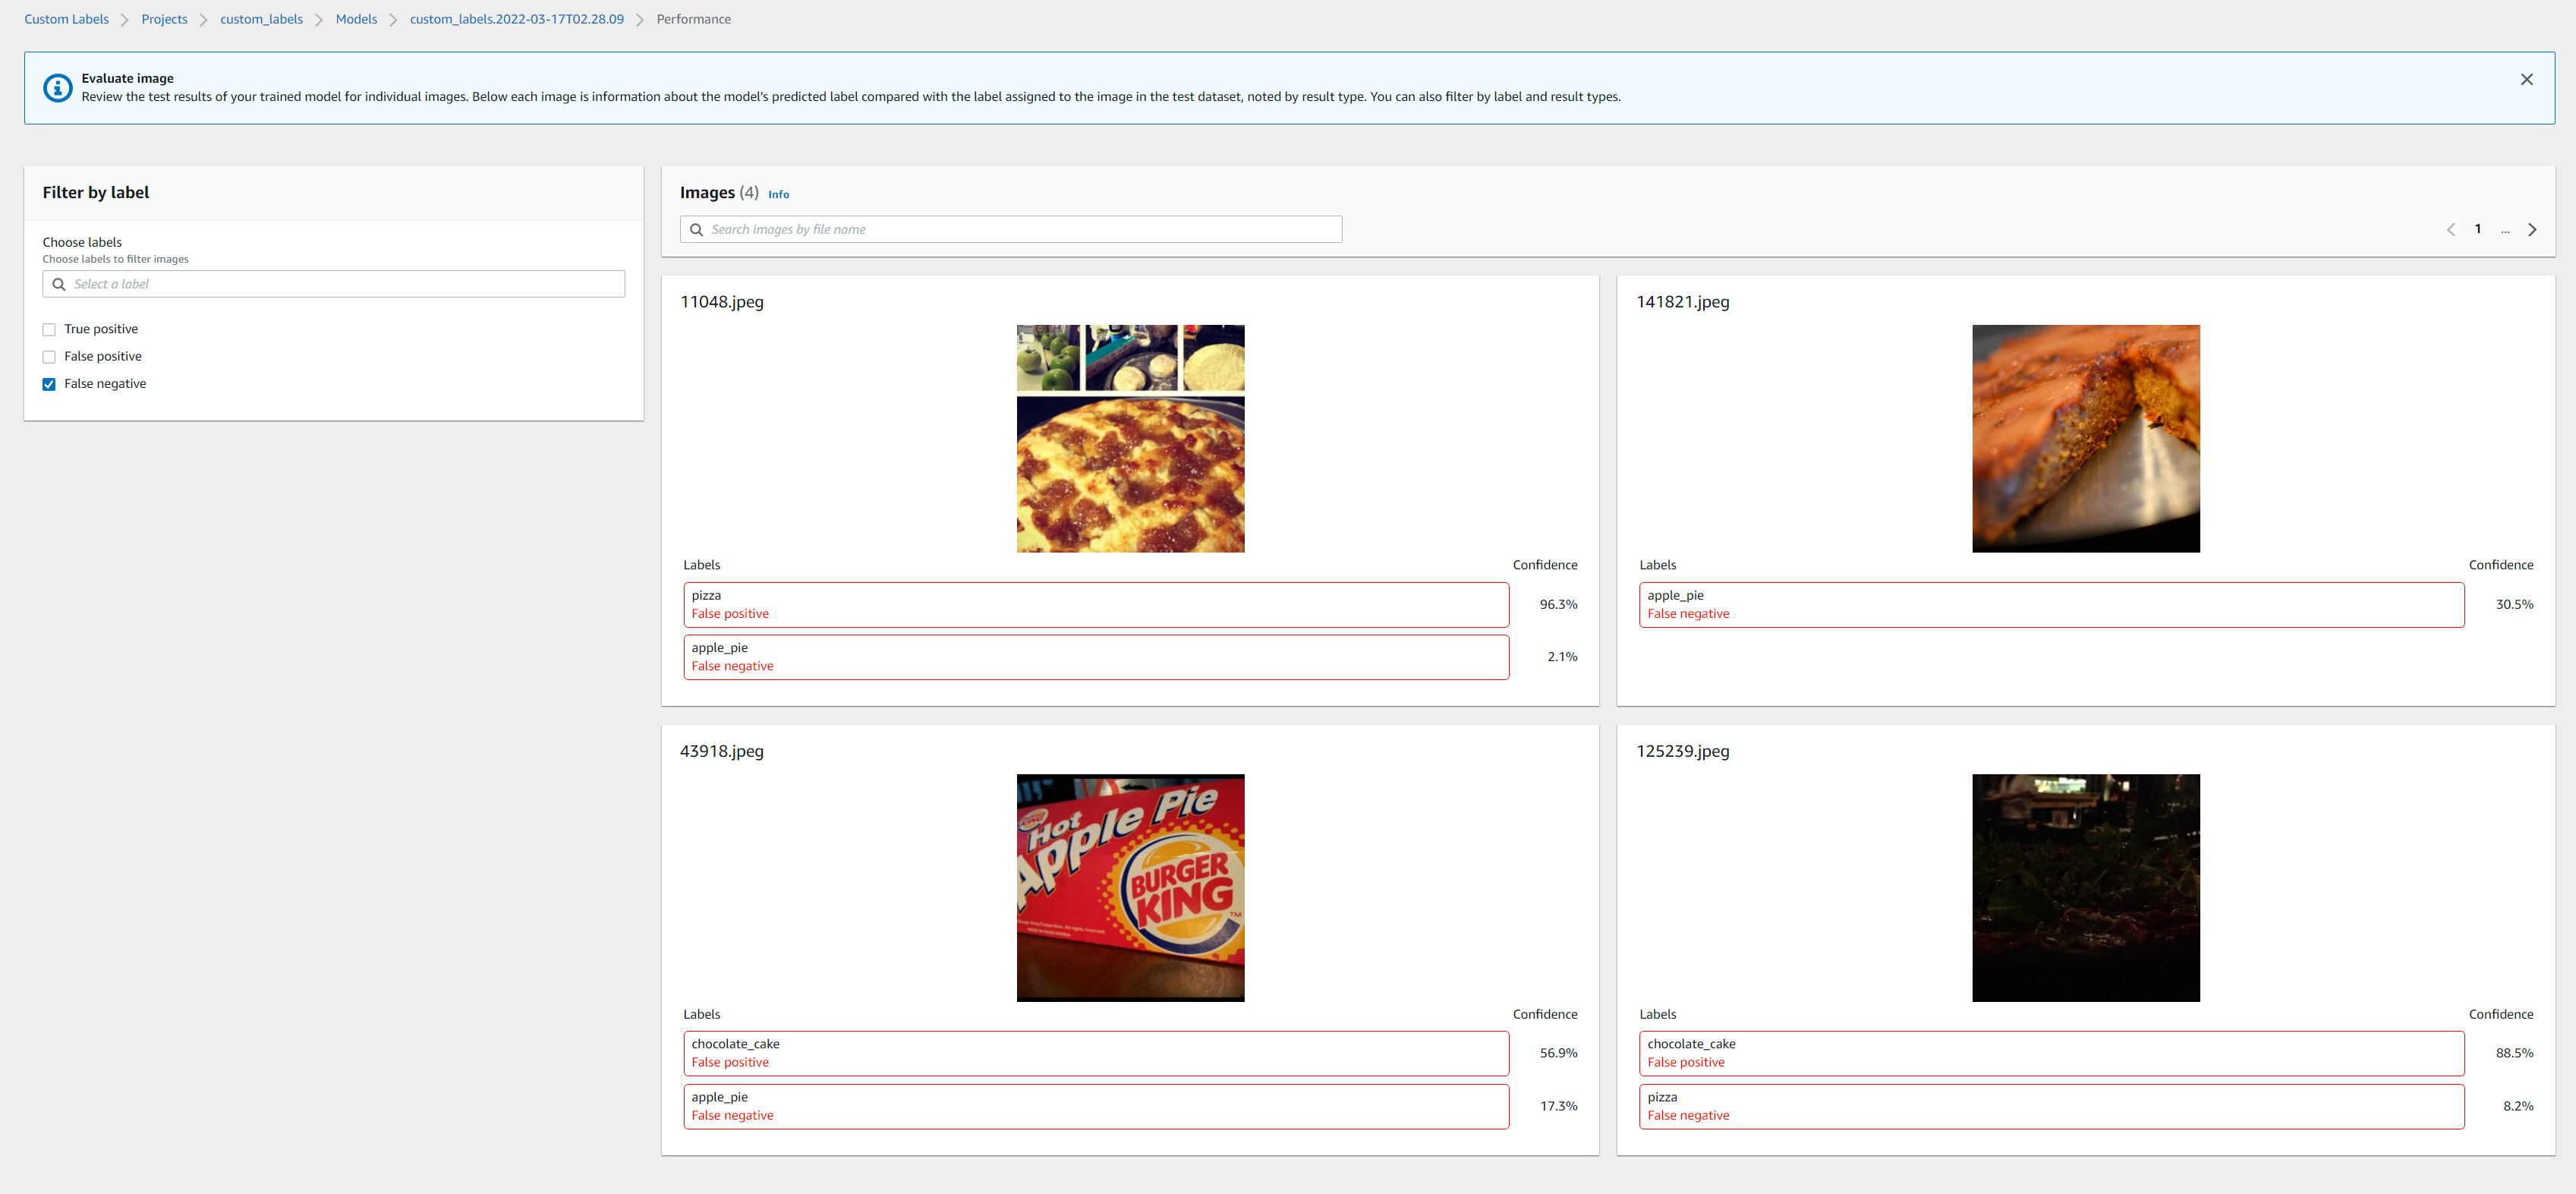 Custom Labels > Projects > custom_labels > Models > custom_labels.2022-03-17T02.28.09 > Performance
Evaluate image
Review the test results of your trained model for individual images. Below each image is information about the model's predicted label compared with the label assigned to the image in the test dataset, noted by result type. You can also filter by label and result types.
Filter by label
Choose labels
Choose labels to filter images
Select a label
True positive
False positive
False negative
Images (4) Info
Search images by file name
1 ...
11048.jpeg
Labels Confidence
pizza
False positive
96.3%
apple_pie
False negative
2.1%
141821.jpeg
Labels Confidence
apple_pie
False negative
30.5%
43918.jpeg
Hot
Apple Pie
BURGER
KING
TM
Labels Confidence
chocolate_cake
False positive
56.9%
apple_pie
False negative
17.3%
125239.jpeg
Labels Confidence
chocolate_cake
False positive
88.5%
pizza
False negative
8.2%